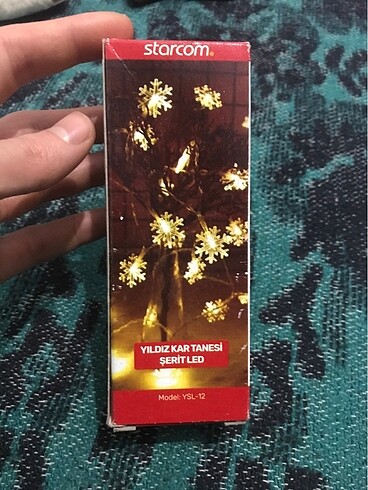 starcom
YILDIZ KAR TANESİ
ŞERİT LED
Model: YSL-12